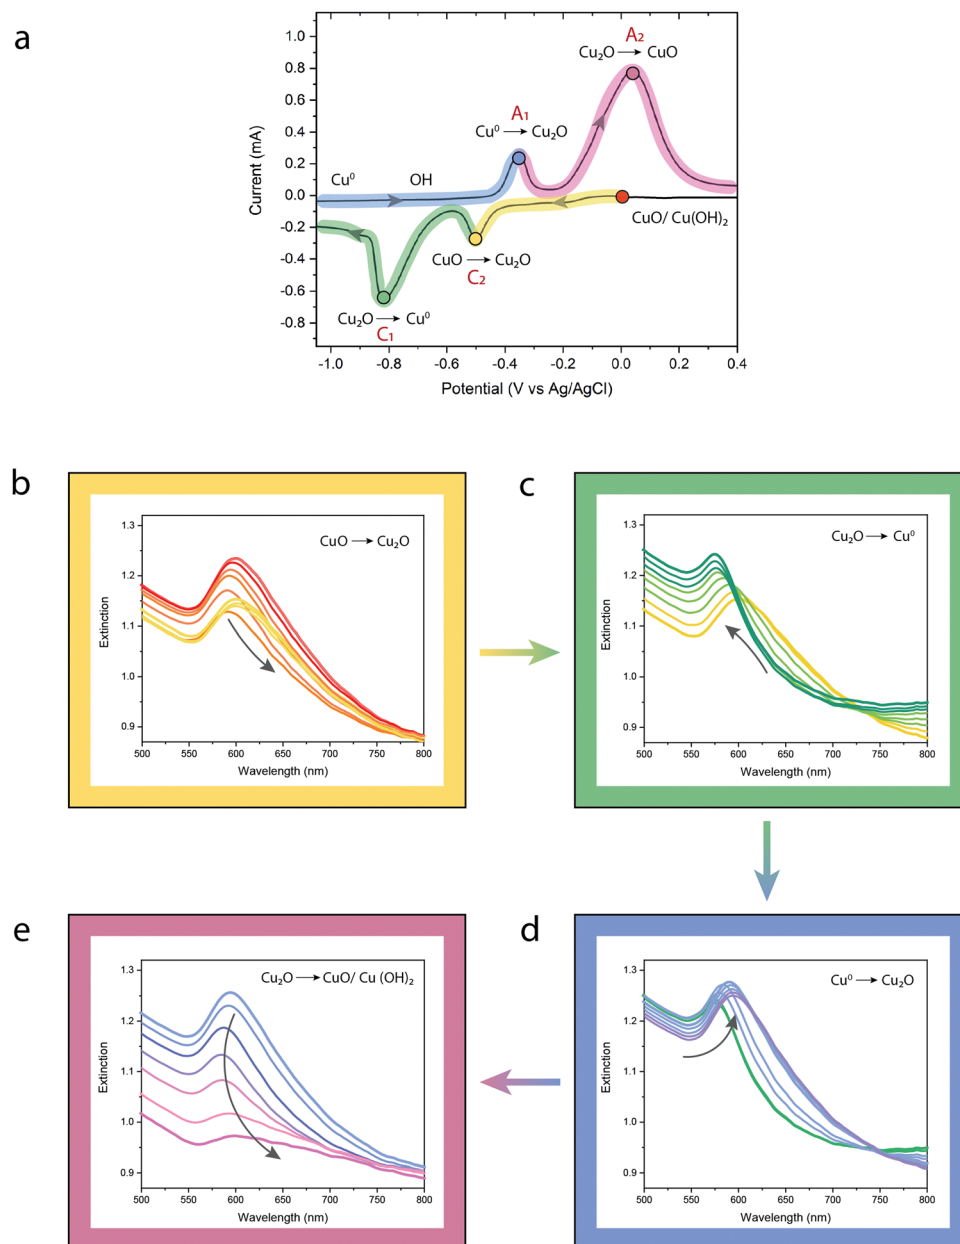 a
1.0
0.8
0.6
0.4
0.2
0.0
-0.2
-0.4
-0.6
-0.8
Current (mA)
A₂
Cu₂O → CuO
A₁
Cu⁰ → Cu₂O
Cu⁰
OH
CuO/ Cu(OH)₂
CuO → Cu₂O
C₂
Cu₂O → Cu⁰
C₁
-1.0 -0.8 -0.6 -0.4 -0.2 0.0 0.2 0.4
Potential (V vs Ag/AgCl)
b
CuO → Cu₂O
1.3
1.2
1.1
1.0
0.9
Extinction
500 550 600 650 700 750 800
Wavelength (nm)
c
Cu₂O → Cu⁰
1.3
1.2
1.1
1.0
0.9
Extinction
500 550 600 650 700 750 800
Wavelength (nm)
e
Cu₂O → CuO/ Cu (OH)₂
1.3
1.2
1.1
1.0
0.9
Extinction
500 550 600 650 700 750 800
Wavelength (nm)
d
Cu⁰ → Cu₂O
1.3
1.2
1.1
1.0
0.9
Extinction
500 550 600 650 700 750 800
Wavelength (nm)